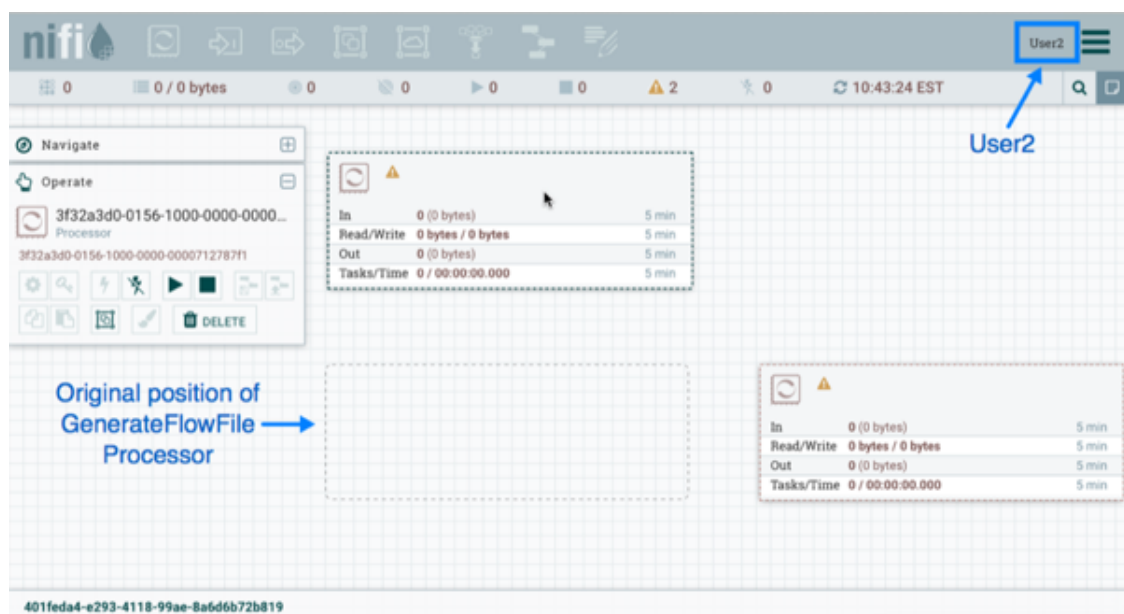 nifi
User2
0
0 / 0 bytes
0
0
0
0
2
0
10:43:24 EST
User2
Navigate
Operate
3f32a3d0-0156-1000-0000-0000...
Processor
3f32a3d0-0156-1000-0000-0000712787f1
DELETE
In 0 (0 bytes) 5 min
Read/Write 0 bytes / 0 bytes 5 min
Out 0 (0 bytes) 5 min
Tasks/Time 0 / 00:00:00.000 5 min
Original position of
GenerateFlowFile
Processor
In 0 (0 bytes) 5 min
Read/Write 0 bytes / 0 bytes 5 min
Out 0 (0 bytes) 5 min
Tasks/Time 0 / 00:00:00.000 5 min
401feda4-e293-4118-99ae-8a6d6b72b819